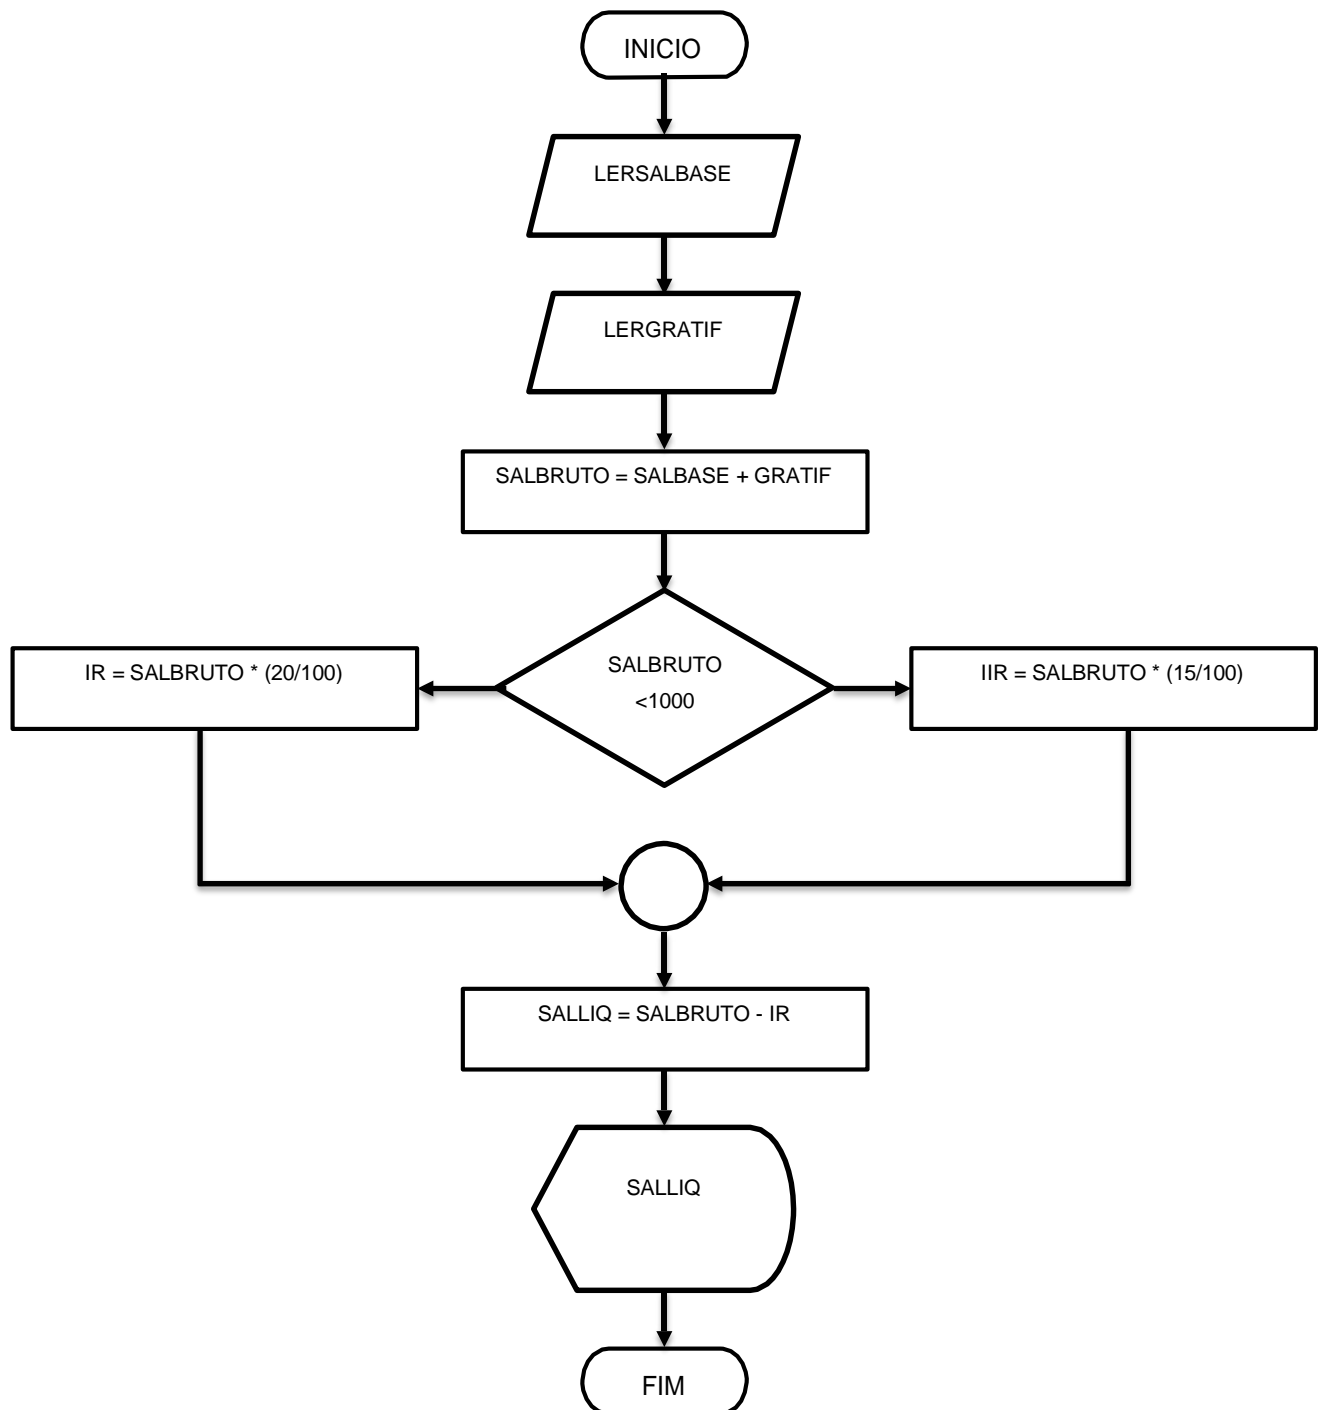 INICIO
LERSALBASE
LERGRATIF
SALBRUTO = SALBASE + GRATIF
SALBRUTO
<1000
IR = SALBRUTO * (20/100)
IIR = SALBRUTO * (15/100)
SALLIQ = SALBRUTO - IR
SALLIQ
FIM